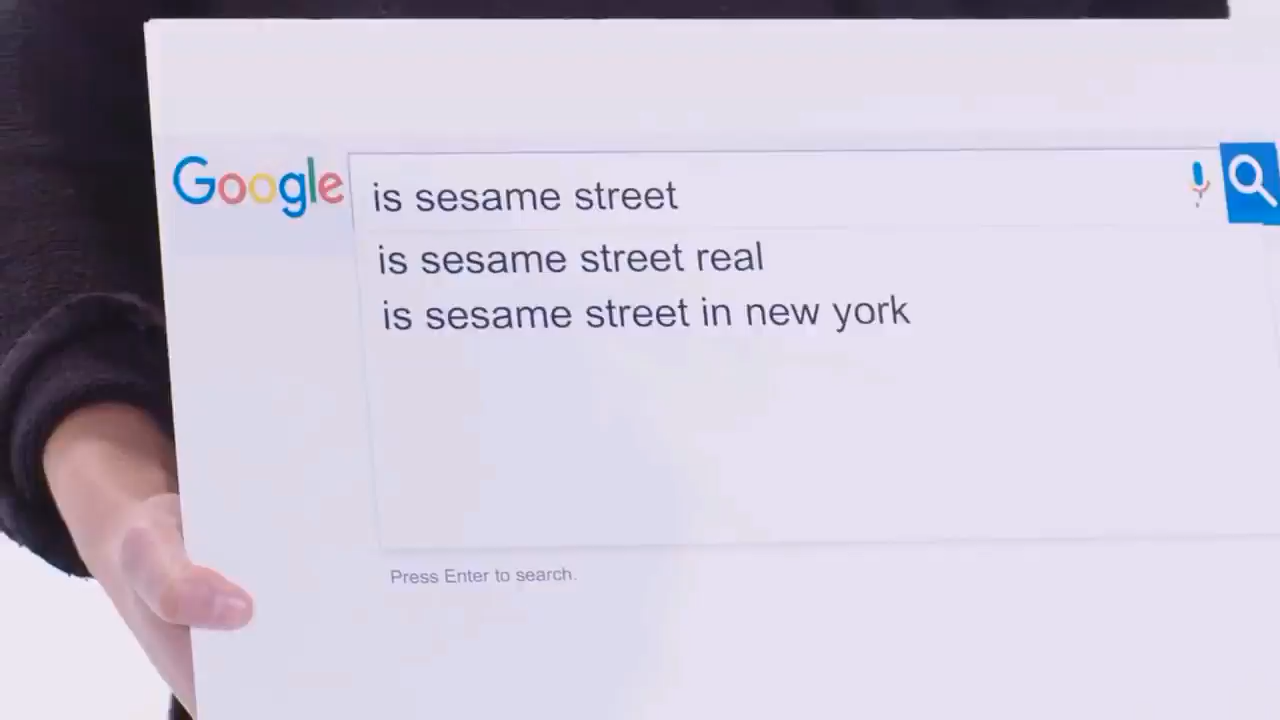 Google
is sesame street
is sesame street real
is sesame street in new york
Press Enter to search.